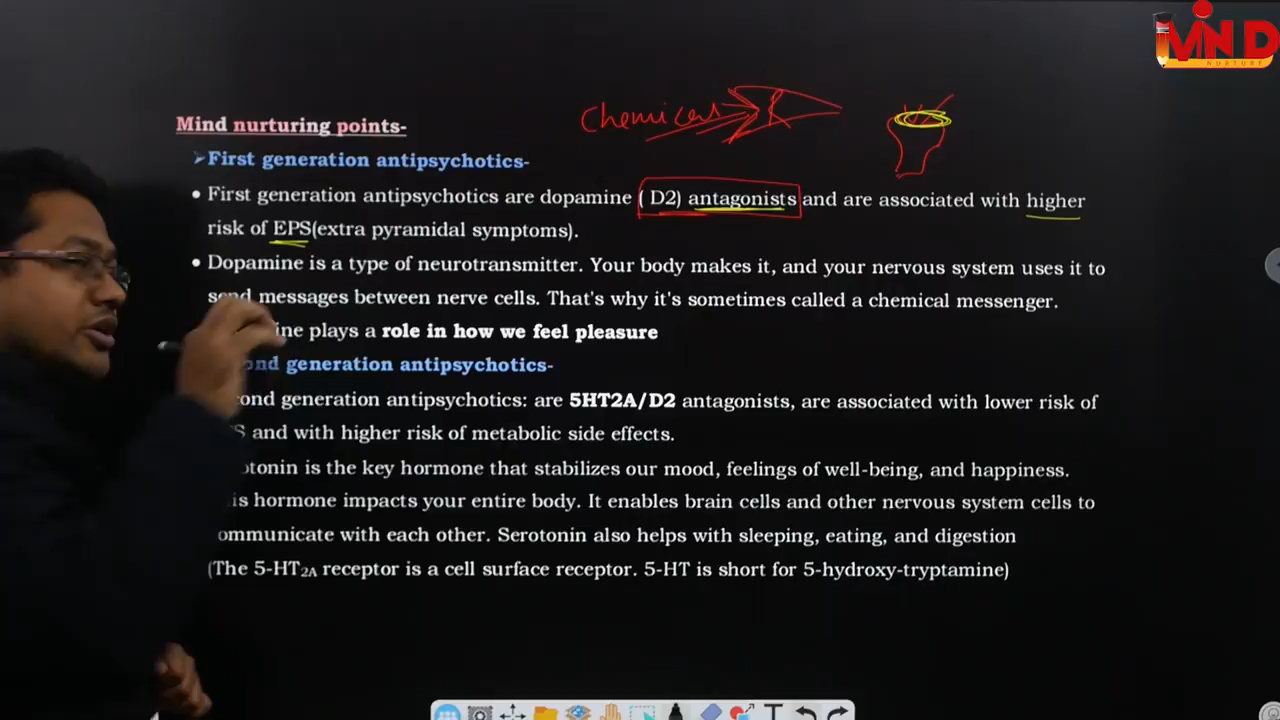 MIND
NURTURE
Chemicals
Mind nurturing points-
First generation antipsychotics-
• First generation antipsychotics are dopamine ( D2) antagonists and are associated with higher
risk of EPS(extra pyramidal symptoms).
• Dopamine is a type of neurotransmitter. Your body makes it, and your nervous system uses it to
send messages between nerve cells. That's why it's sometimes called a chemical messenger.
plays a role in how we feel pleasure
generation antipsychotics-
generation antipsychotics: are 5HT2A/D2 antagonists, are associated with lower risk of
and with higher risk of metabolic side effects.
is the key hormone that stabilizes our mood, feelings of well-being, and happiness.
hormone impacts your entire body. It enables brain cells and other nervous system cells to
ommunicate with each other. Serotonin also helps with sleeping, eating, and digestion
(The 5-HT2A receptor is a cell surface receptor. 5-HT is short for 5-hydroxy-tryptamine)